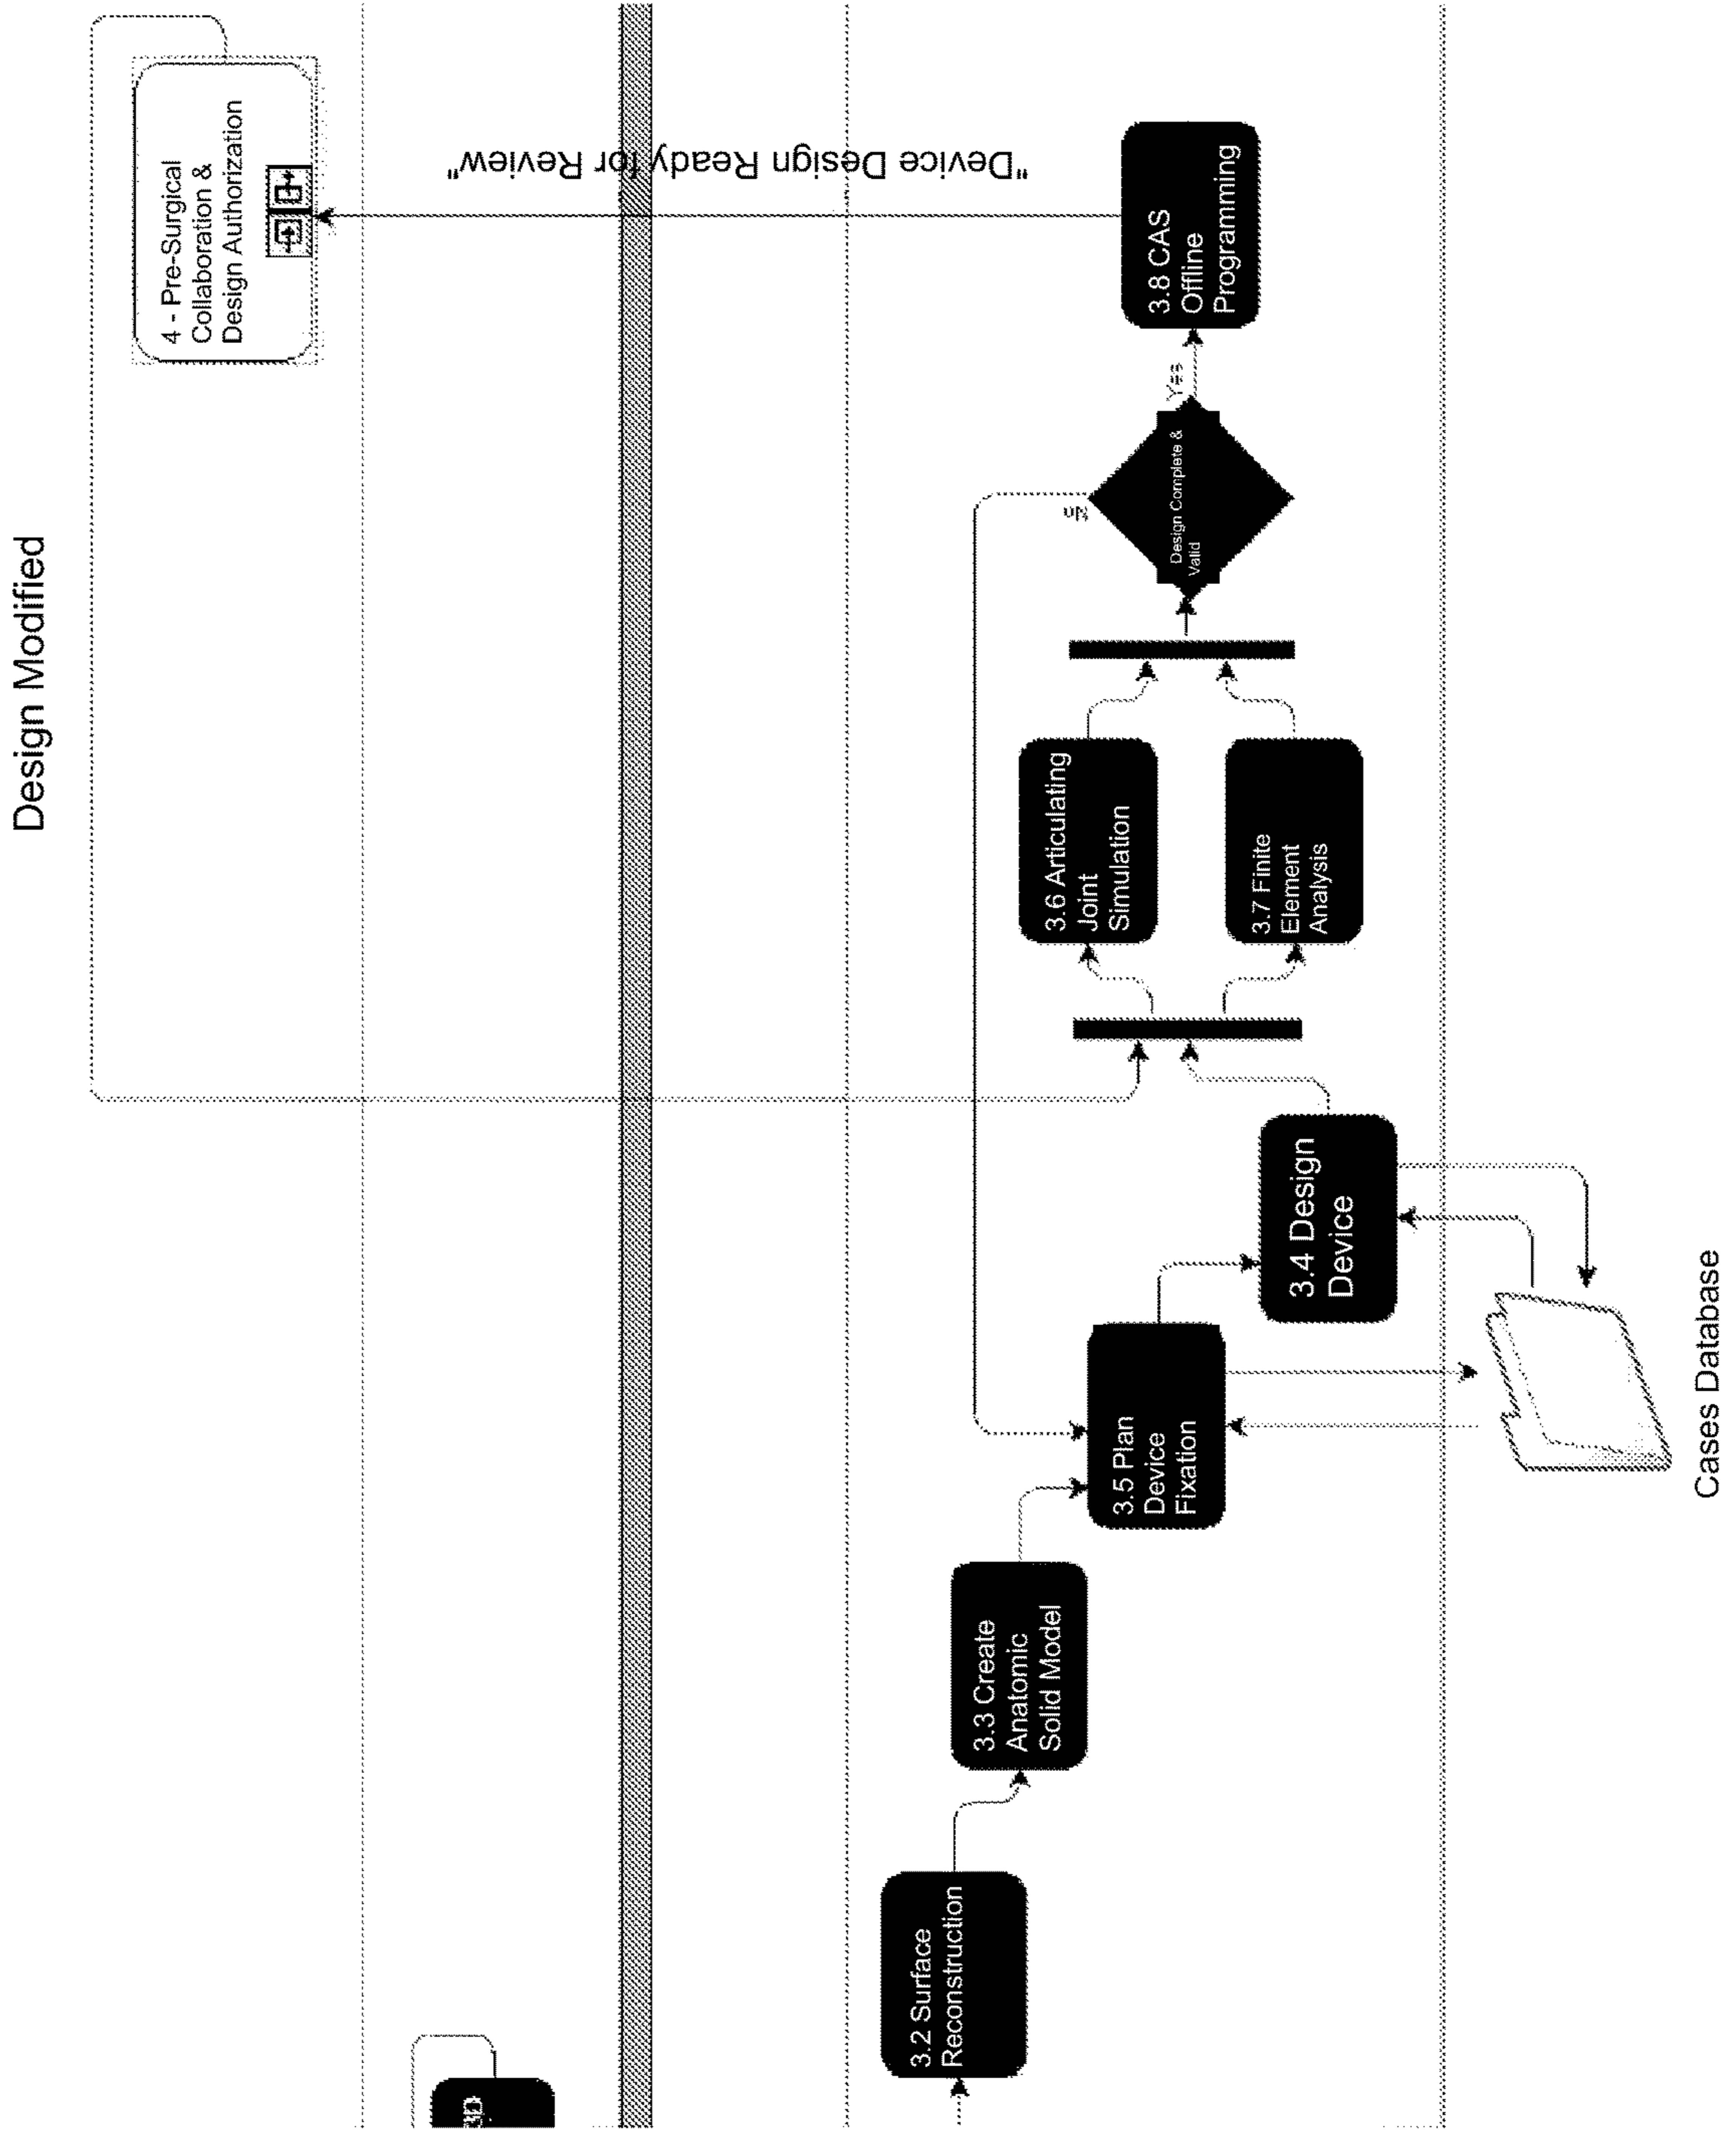 Design Modified
4 - Pre-Surgical
Collaboration &
Design Authorization
"Device Design Ready for Review"
3.2 Surface
Reconstruction
3.3 Create
Anatomic
Solid Model
3.5 Plan
Device
Fixation
3.4 Design
Device
3.6 Articulating
Joint
Simulation
3.7 Finite
Element
Analysis
Design Complete &
Valid
No
Yes
3.8 CAS
Offline
Programming
Cases Database